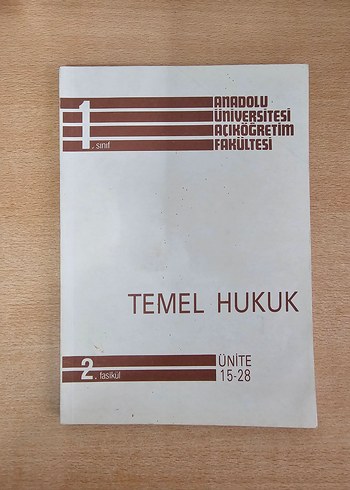 1. sınıf
ANADOLU
ÜNİVERSİTESİ
AÇIKÖĞRETİM
FAKÜLTESİ
TEMEL HUKUK
2. fasikül
ÜNİTE
15-28